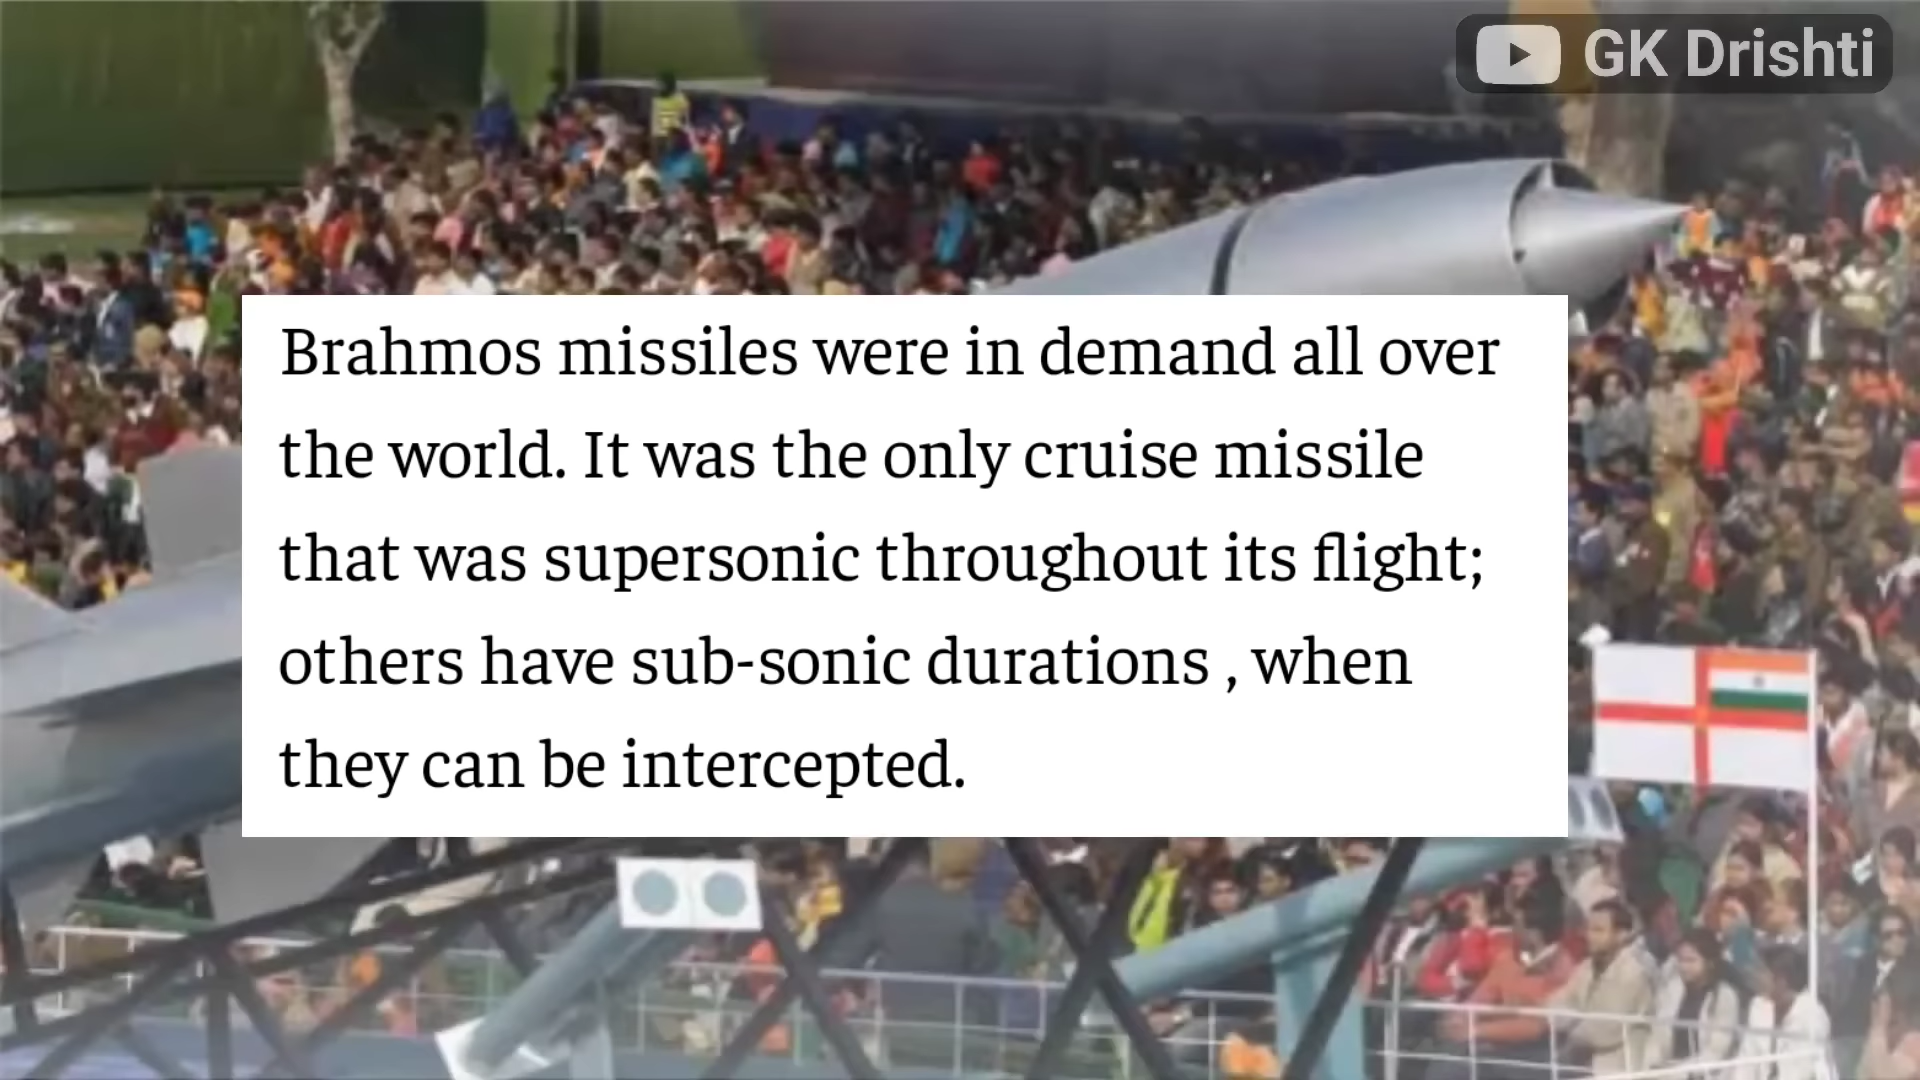 GK Drishti
Brahmos missiles were in demand all over
the world. It was the only cruise missile
that was supersonic throughout its flight;
others have sub-sonic durations , when
they can be intercepted.